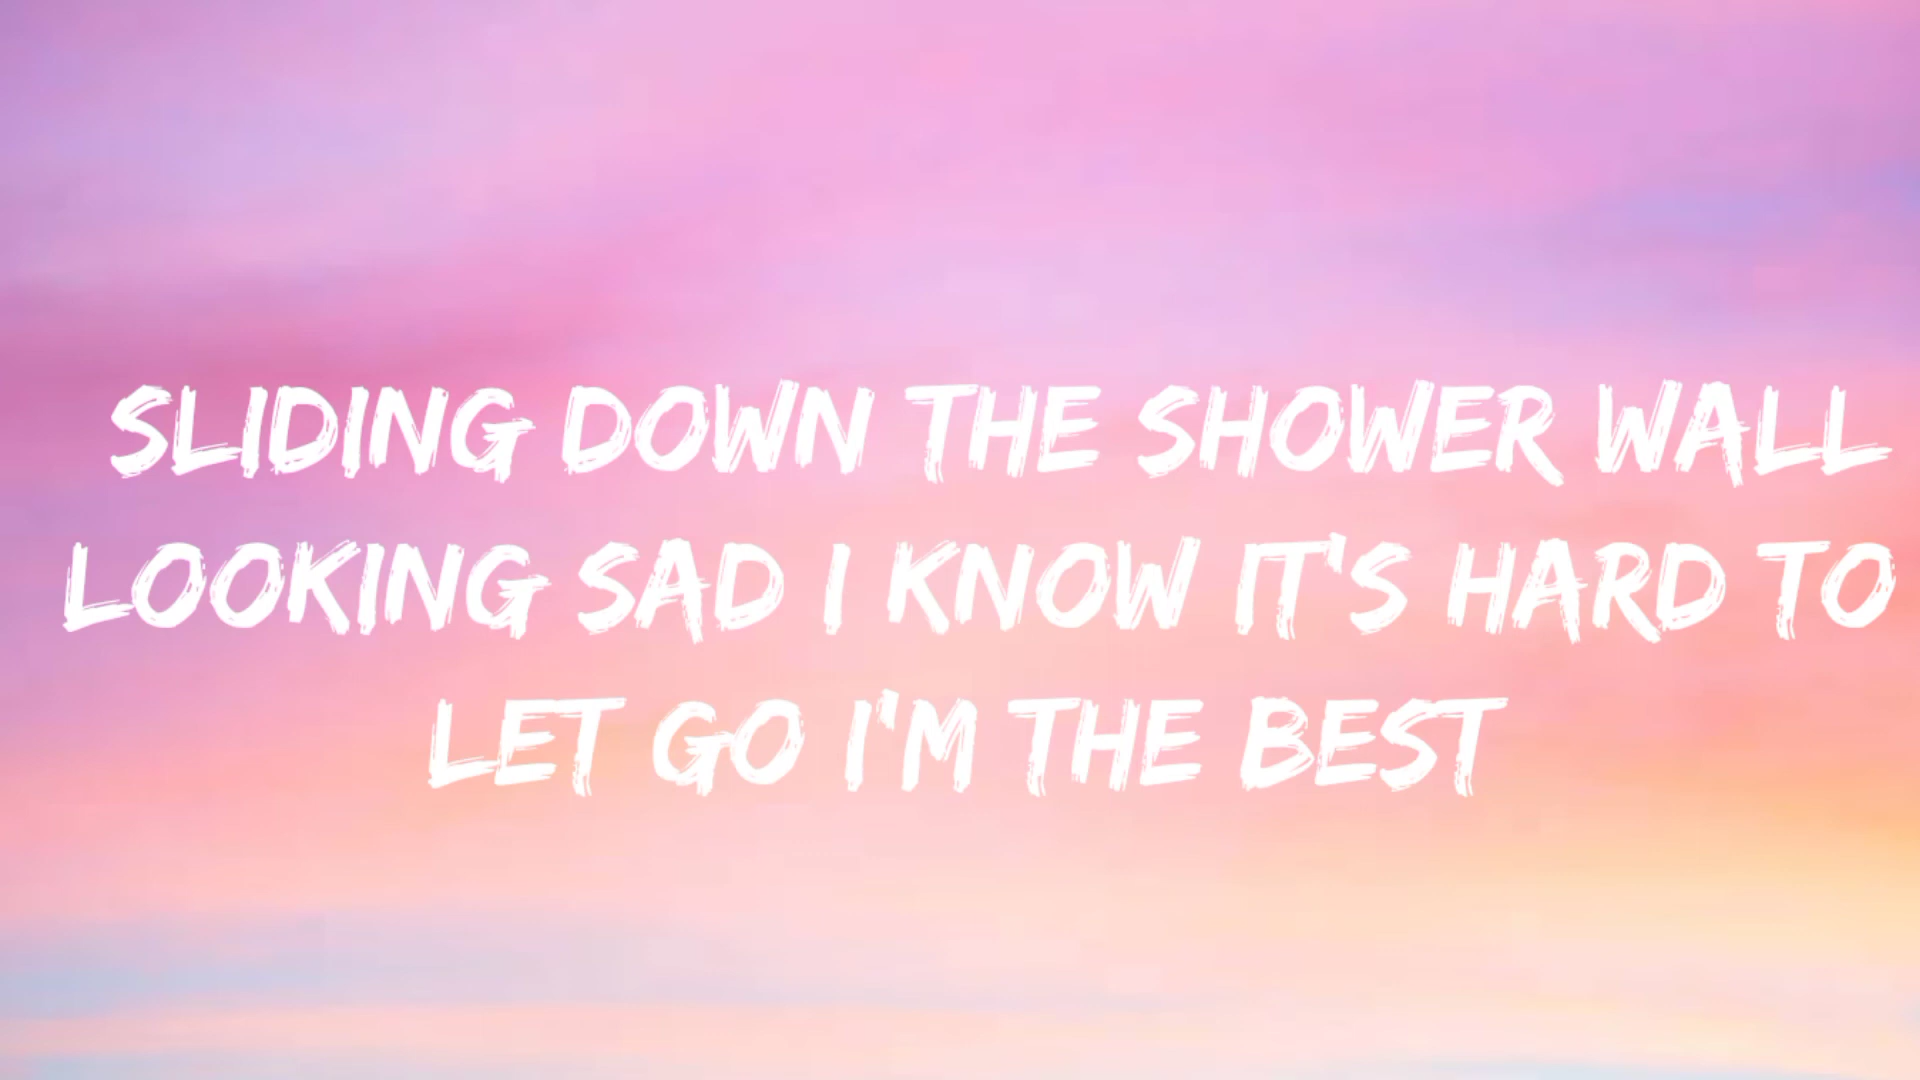 SLIDING DOWN THE SHOWER WALL
LOOKING SAD I KNOW IT'S HARD TO
LET GO I'M THE BEST